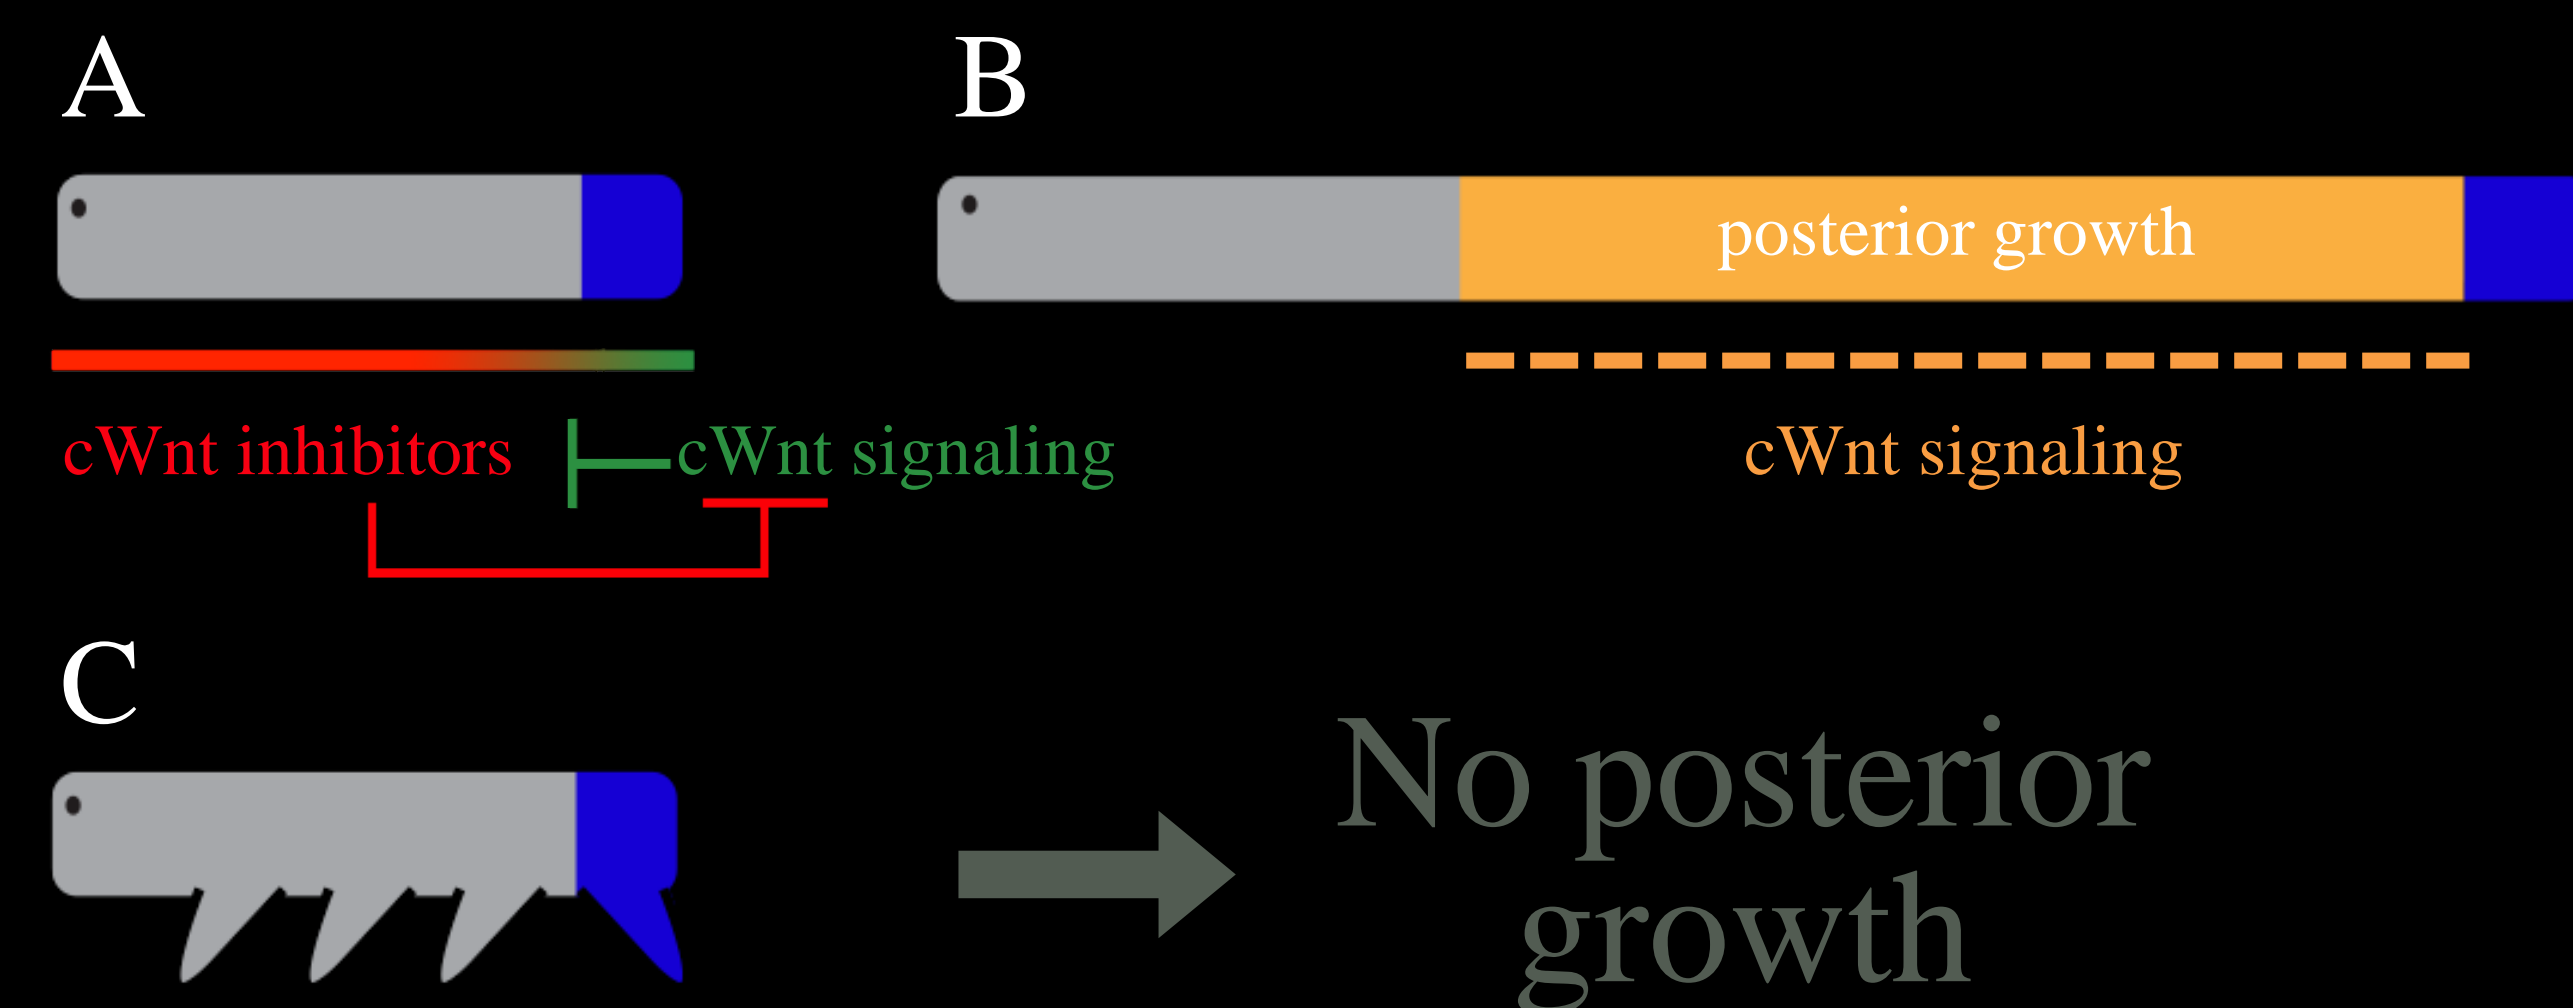 A
B
posterior growth
cWnt inhibitors
cWnt signaling
cWnt signaling
C
No posterior
growth